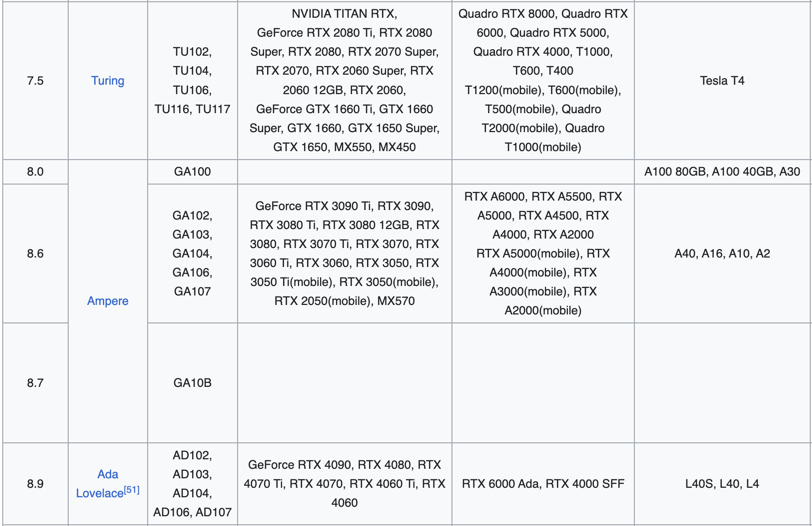 7.5
Turing
TU102,
TU104,
TU106,
TU116, TU117
NVIDIA TITAN RTX,
GeForce RTX 2080 Ti, RTX 2080
Super, RTX 2080, RTX 2070 Super,
RTX 2070, RTX 2060 Super, RTX
2060 12GB, RTX 2060,
GeForce GTX 1660 Ti, GTX 1660
Super, GTX 1660, GTX 1650 Super,
GTX 1650, MX550, MX450
Quadro RTX 8000, Quadro RTX
6000, Quadro RTX 5000,
Quadro RTX 4000, T1000,
T600, T400
T1200(mobile), T600(mobile),
T500(mobile), Quadro
T2000(mobile), Quadro
T1000(mobile)
Tesla T4
8.0
Ampere
GA100
A100 80GB, A100 40GB, A30
8.6
GA102,
GA103,
GA104,
GA106,
GA107
GeForce RTX 3090 Ti, RTX 3090,
RTX 3080 Ti, RTX 3080 12GB, RTX
3080, RTX 3070 Ti, RTX 3070, RTX
3060 Ti, RTX 3060, RTX 3050, RTX
3050 Ti(mobile), RTX 3050(mobile),
RTX 2050(mobile), MX570
RTX A6000, RTX A5500, RTX
A5000, RTX A4500, RTX
A4000, RTX A2000
RTX A5000(mobile), RTX
A4000(mobile), RTX
A3000(mobile), RTX
A2000(mobile)
A40, A16, A10, A2
8.7
GA10B
8.9
Ada
Lovelace[51]
AD102,
AD103,
AD104,
AD106, AD107
GeForce RTX 4090, RTX 4080, RTX
4070 Ti, RTX 4070, RTX 4060 Ti, RTX
4060
RTX 6000 Ada, RTX 4000 SFF
L40S, L40, L4